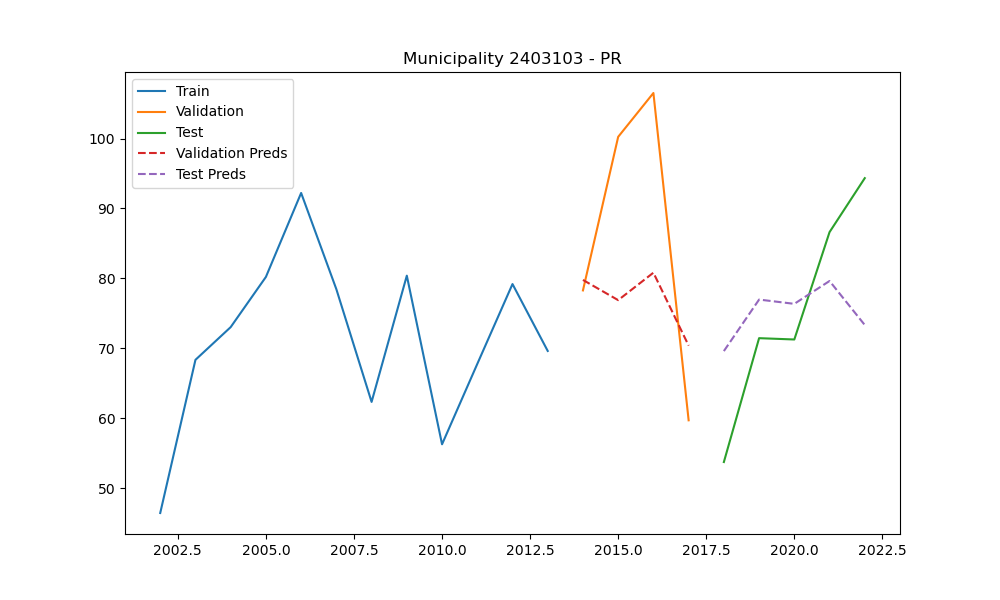 Municipality 2403103 - PR
Train
Validation
Test
Validation Preds
Test Preds
100
90
80
70
60
50
2002.5 2005.0 2007.5 2010.0 2012.5 2015.0 2017.5 2020.0 2022.5